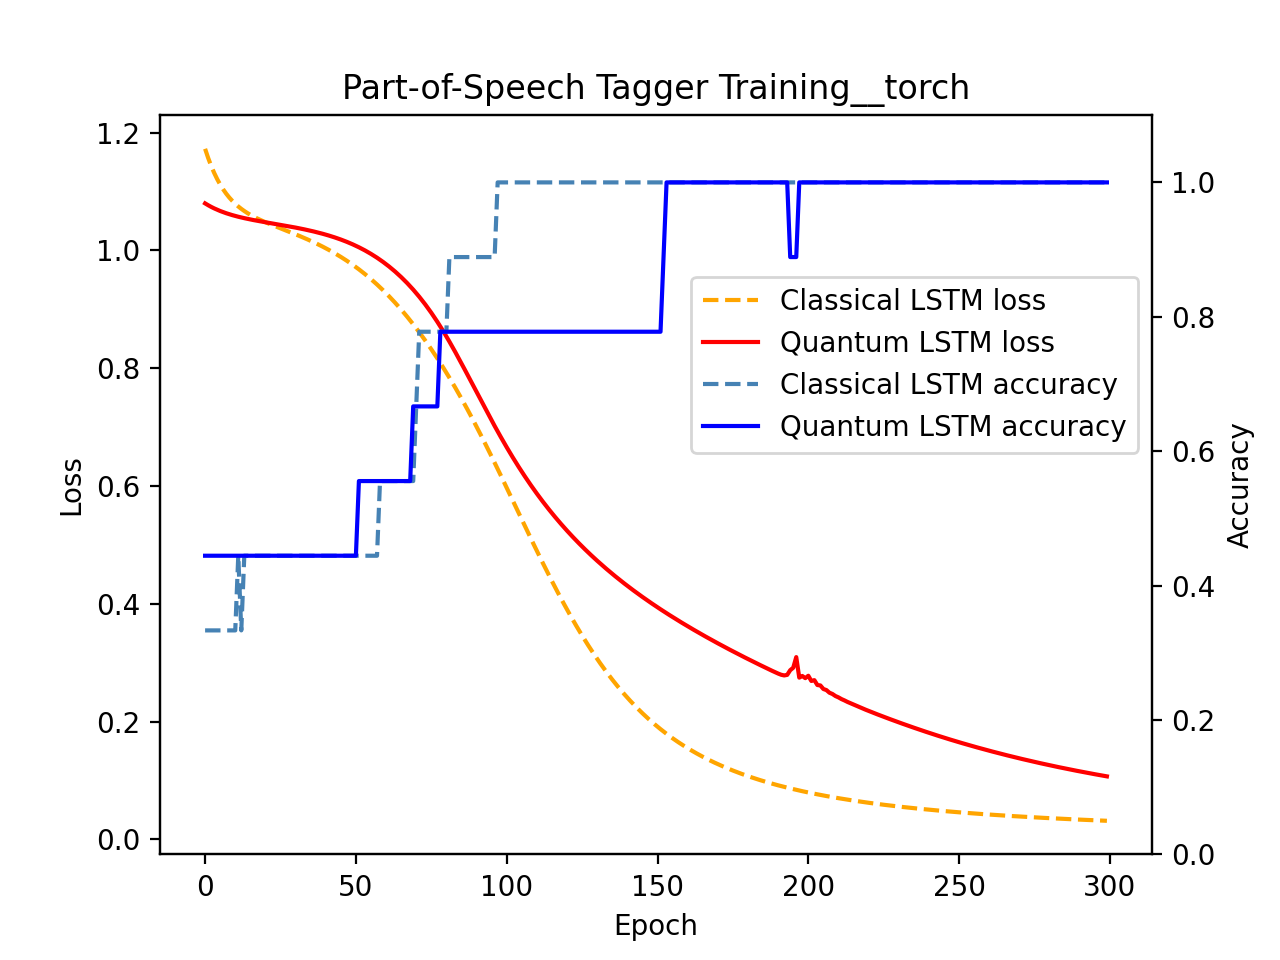 Part-of-Speech Tagger Training__torch
1.2
1.0
0.8
0.6
0.4
0.2
0.0
Loss
1.0
0.8
0.6
0.4
0.2
0.0
Accuracy
Classical LSTM loss
Quantum LSTM loss
Classical LSTM accuracy
Quantum LSTM accuracy
0 50 100 150 200 250 300
Epoch